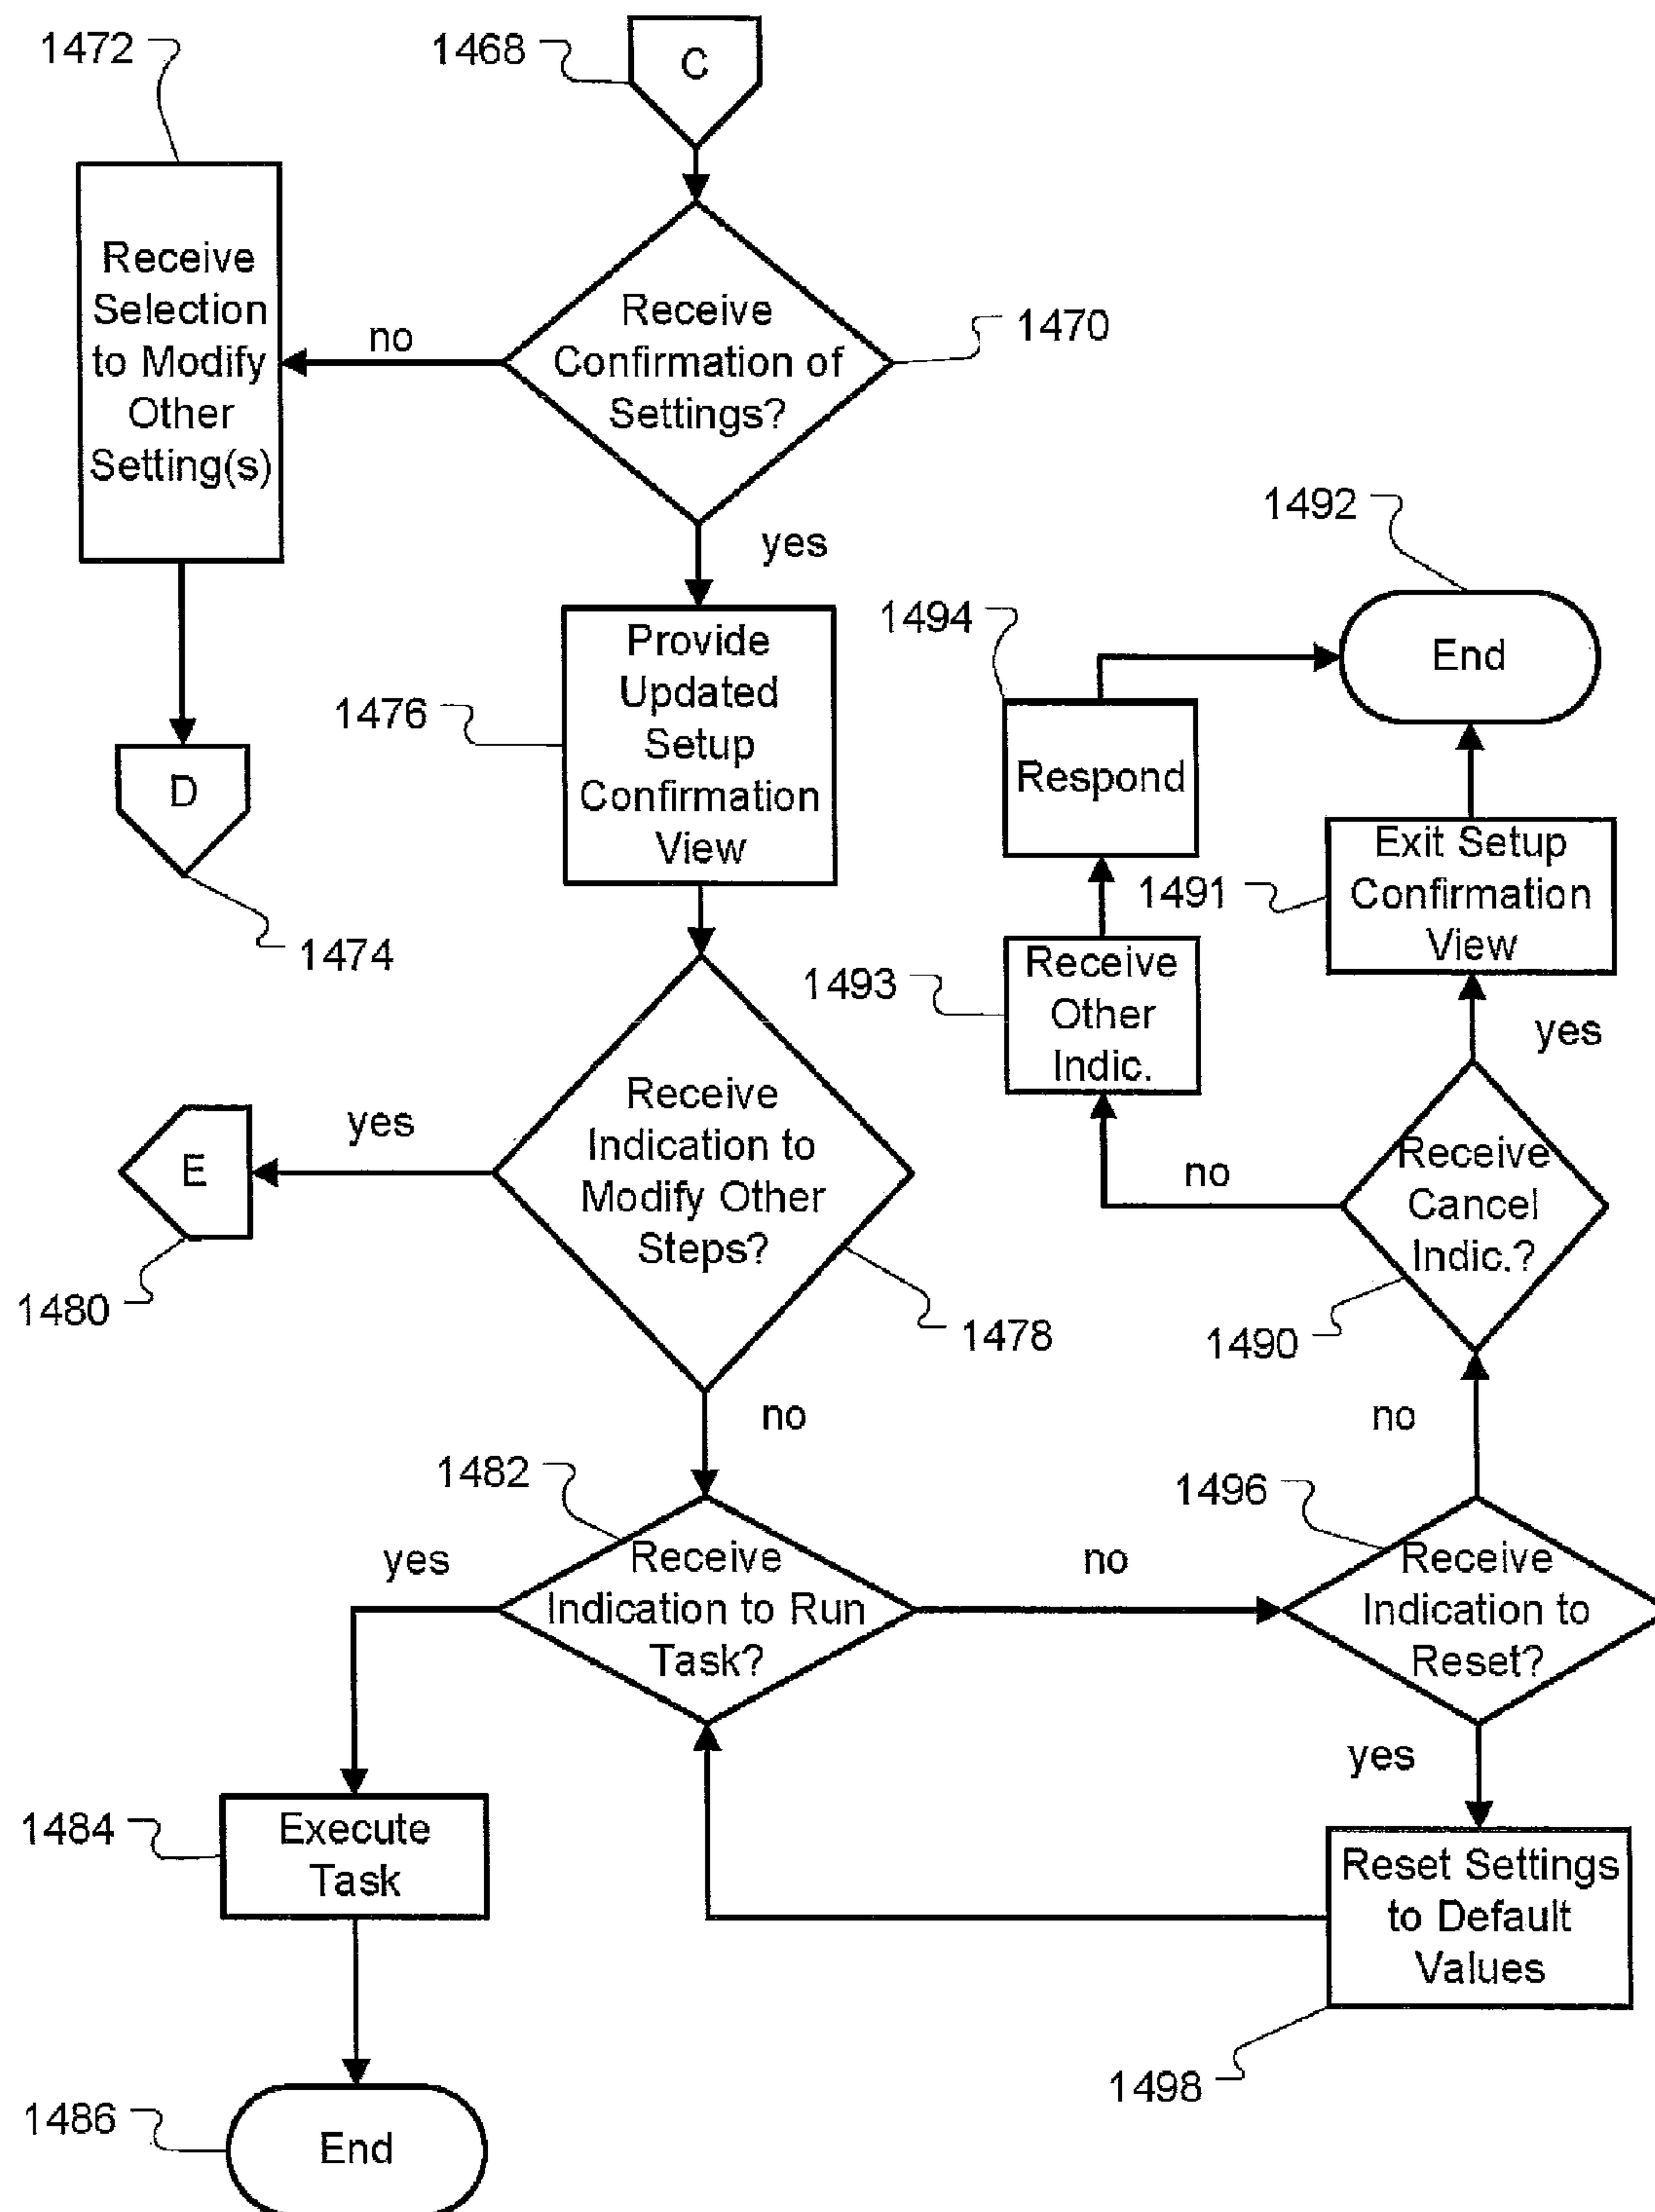 1472
1468
C
Receive
Selection
to Modify
Other
Setting(s)
no
Receive
Confirmation of
Settings?
1470
yes
1492
End
1494
Respond
Provide
Updated
Setup
Confirmation
View
1476
D
1474
1491
Exit Setup
Confirmation
View
1493
Receive
Other
Indic.
yes
Receive
Indication to
Modify Other
Steps?
yes
E
1480
1478
no
Receive
Cancel
Indic.?
1490
no
no
1482
Receive
Indication to Run
Task?
yes
no
1496
Receive
Indication to
Reset?
yes
1484
Execute
Task
Reset Settings
to Default
Values
1498
1486
End